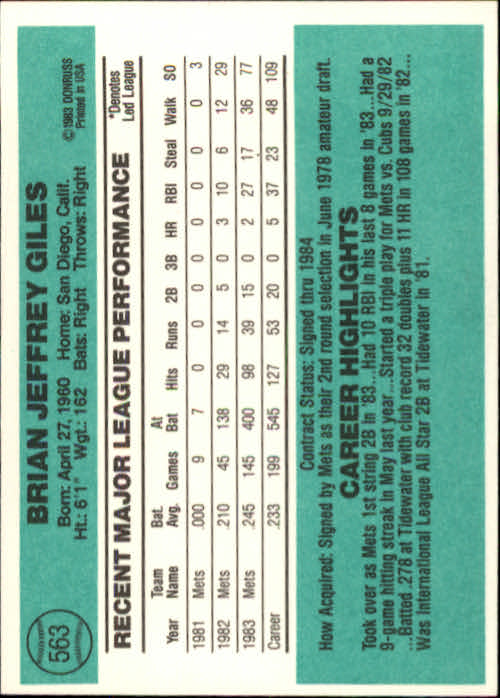 563
BRIAN JEFFREY GILES
Born: April 27, 1960 Home: San Diego, Calif.
Ht.: 6'1" Wgt.: 162 Bats: Right Throws: Right
©1983 DONRUSS
Printed in USA
RECENT MAJOR LEAGUE PERFORMANCE
*Denotes
Led League
Team Bat. At
Year Name Avg. Games Bat Hits Runs 2B 3B HR RBI Steal Walk SO
1981 Mets .000 9 7 0 0 0 0 0 0 0 0 3
1982 Mets .210 45 138 29 14 5 0 3 10 6 12 29
1983 Mets .245 145 400 98 39 15 0 2 27 17 36 77
Career .233 199 545 127 53 20 0 5 37 23 48 109
Contract Status: Signed thru 1984
How Acquired: Signed by Mets as their 2nd round selection in June 1978 amateur draft.
CAREER HIGHLIGHTS
Took over as Mets 1st string 2B in '83...Had 10 RBI in his last 8 games in '83...Had a
9-game hitting streak in May last year...Started a triple play for Mets vs. Cubs 9/29/82
...Batted .278 at Tidewater with club record 32 doubles plus 11 HR in 108 games in '82...
Was International League All Star 2B at Tidewater in '81.